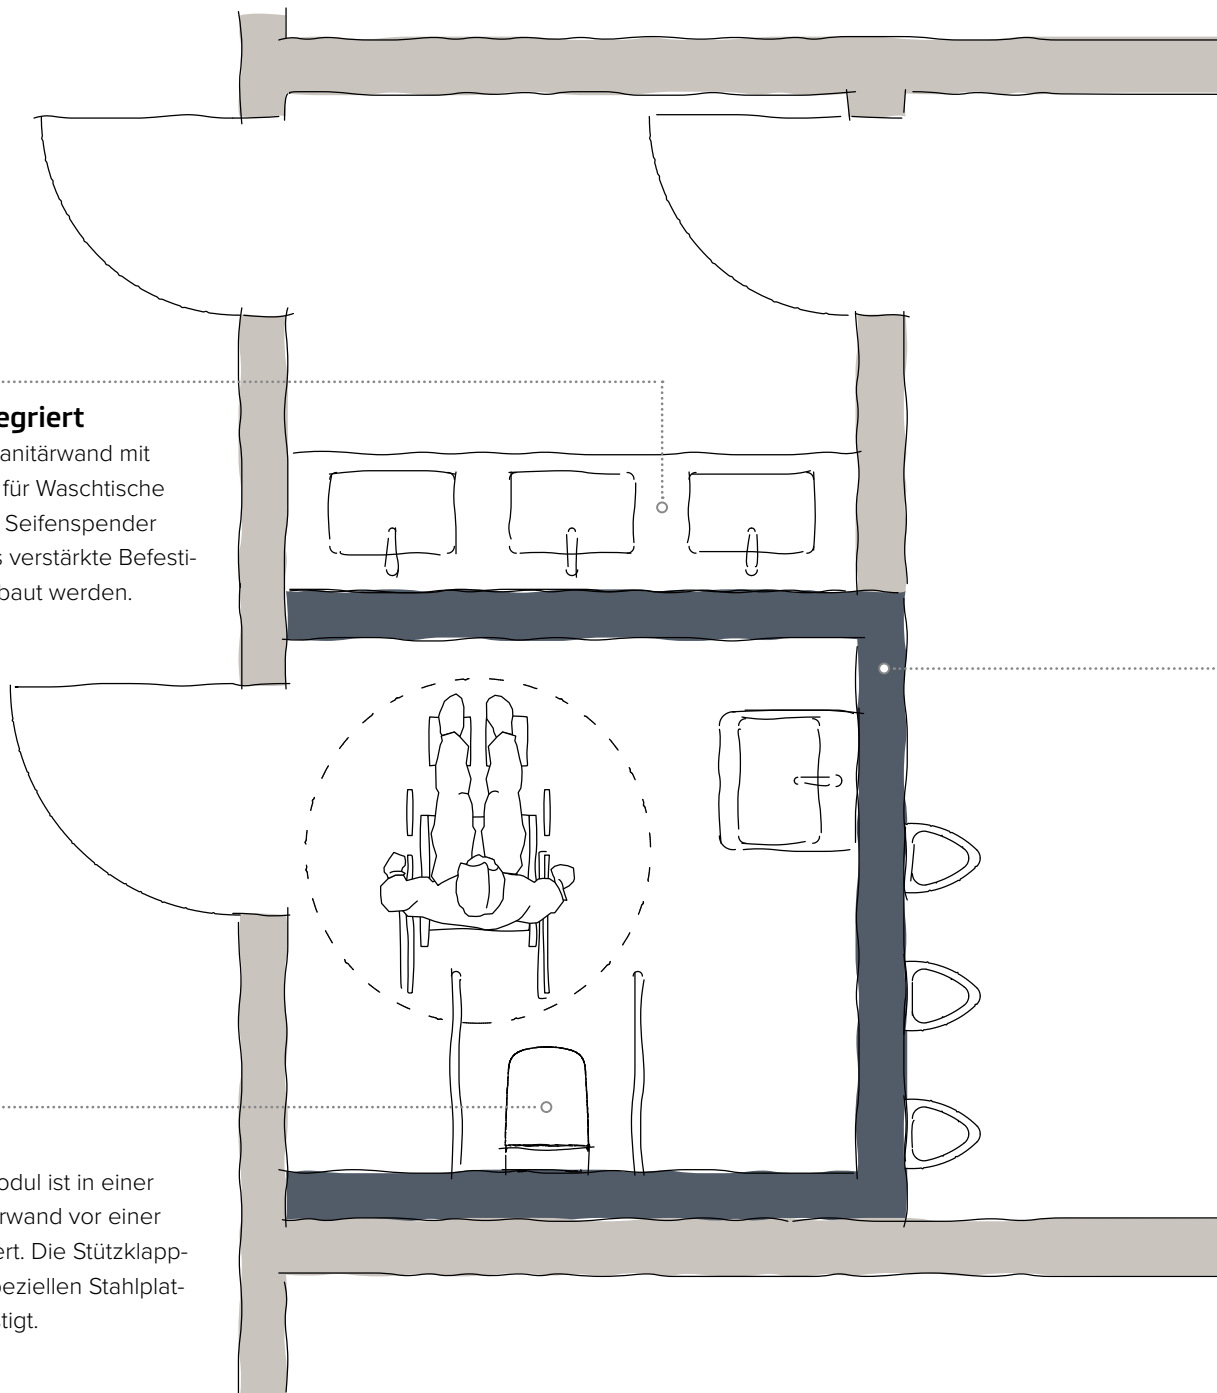 egriert
anitärwand mit
für Waschtische
Seifenspender
s verstärkte Befesti-
baut werden.
odul ist in einer
rwand vor einer
ert. Die Stützklapp-
peziellen Stahlplat-
stigt.